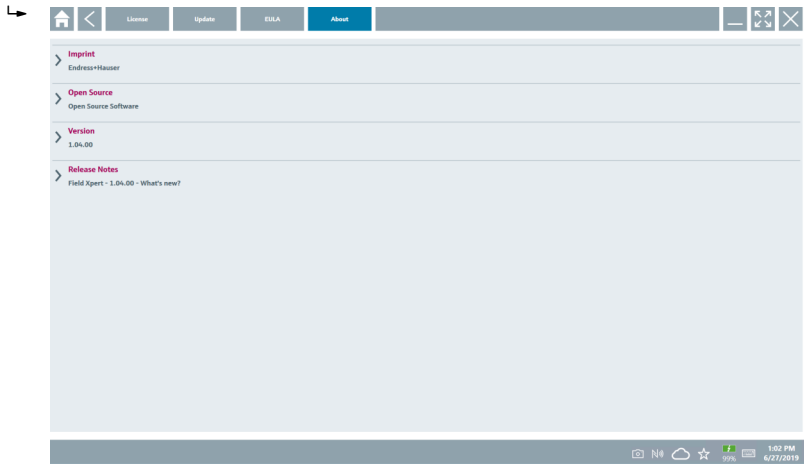 License Update EULA About
Imprint
Endress+Hauser
Open Source
Open Source Software
Version
1.04.00
Release Notes
Field Xpert - 1.04.00 - What's new?
99%
1:02 PM
6/27/2019